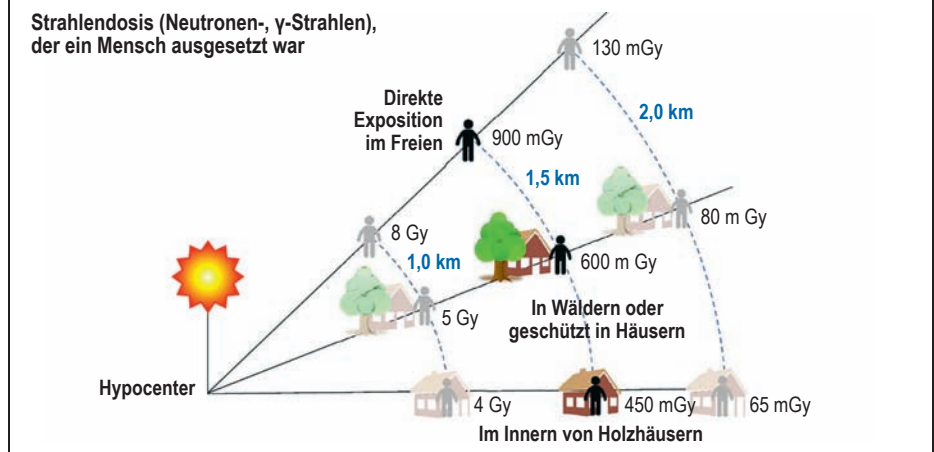 Strahlendosis (Neutronen-, γ-Strahlen),
der ein Mensch ausgesetzt war
130 mGy
Direkte
Exposition
im Freien
2,0 km
900 mGy
1,5 km
80 m Gy
8 Gy
1,0 km
600 m Gy
5 Gy
In Wäldern oder
geschützt in Häusern
Hypocenter
4 Gy
450 mGy
65 mGy
Im Innern von Holzhäusern